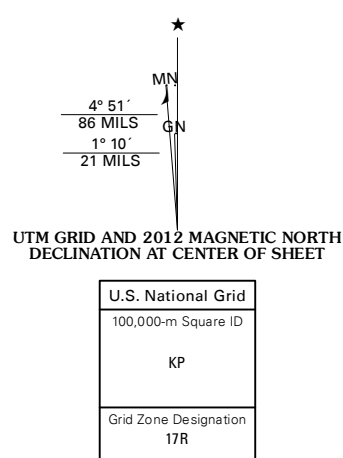 ★
MN
4° 51´
86 MILS
GN
1° 10´
21 MILS
UTM GRID AND 2012 MAGNETIC NORTH
DECLINATION AT CENTER OF SHEET
U.S. National Grid
100,000-m Square ID
KP
Grid Zone Designation
17R